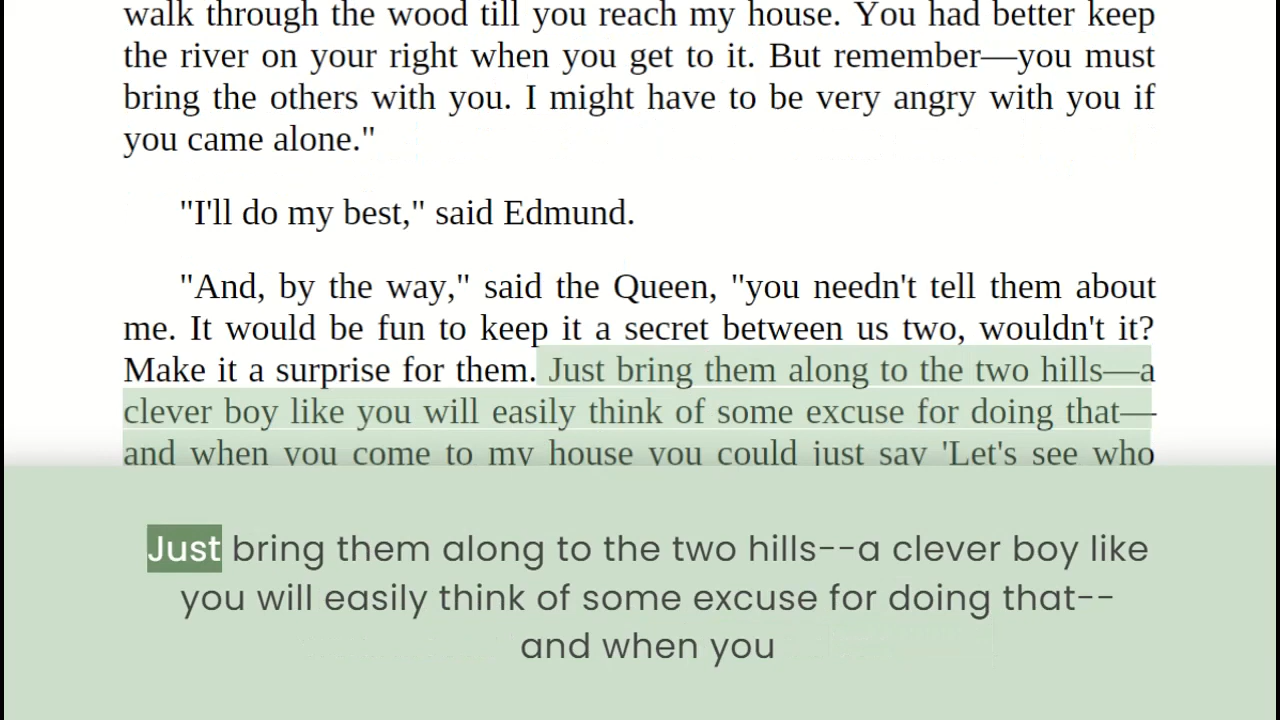 walk through the wood till you reach my house. You had better keep
the river on your right when you get to it. But remember—you must
bring the others with you. I might have to be very angry with you if
you came alone."
"I'll do my best," said Edmund.
"And, by the way," said the Queen, "you needn't tell them about
me. It would be fun to keep it a secret between us two, wouldn't it?
Make it a surprise for them. Just bring them along to the two hills—a
clever boy like you will easily think of some excuse for doing that—
and when you come to my house you could just say 'Let's see who
Just bring them along to the two hills--a clever boy like
you will easily think of some excuse for doing that--
and when you